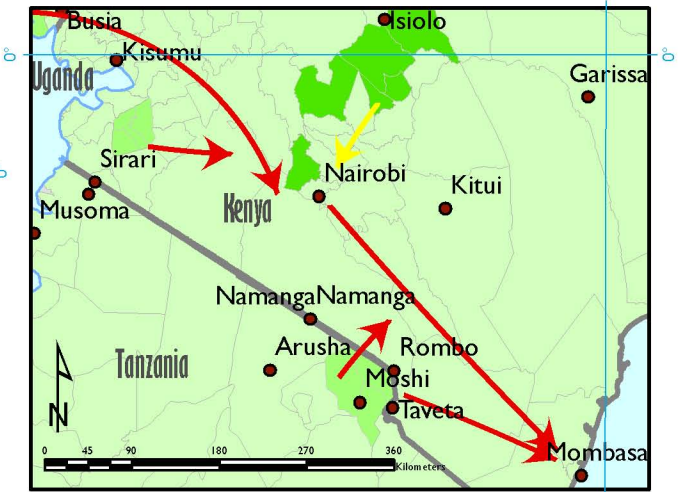 Busia
Isiolo
0°
0°
Kisumu
Uganda
Garissa
Sirari
0
Nairobi
Kitui
Musoma
Kenya
NamangaNamanga
Arusha
Rombo
Tanzania
Moshi
Taveta
N
0 45 90 180 270 360
Kilometers
Mombasa